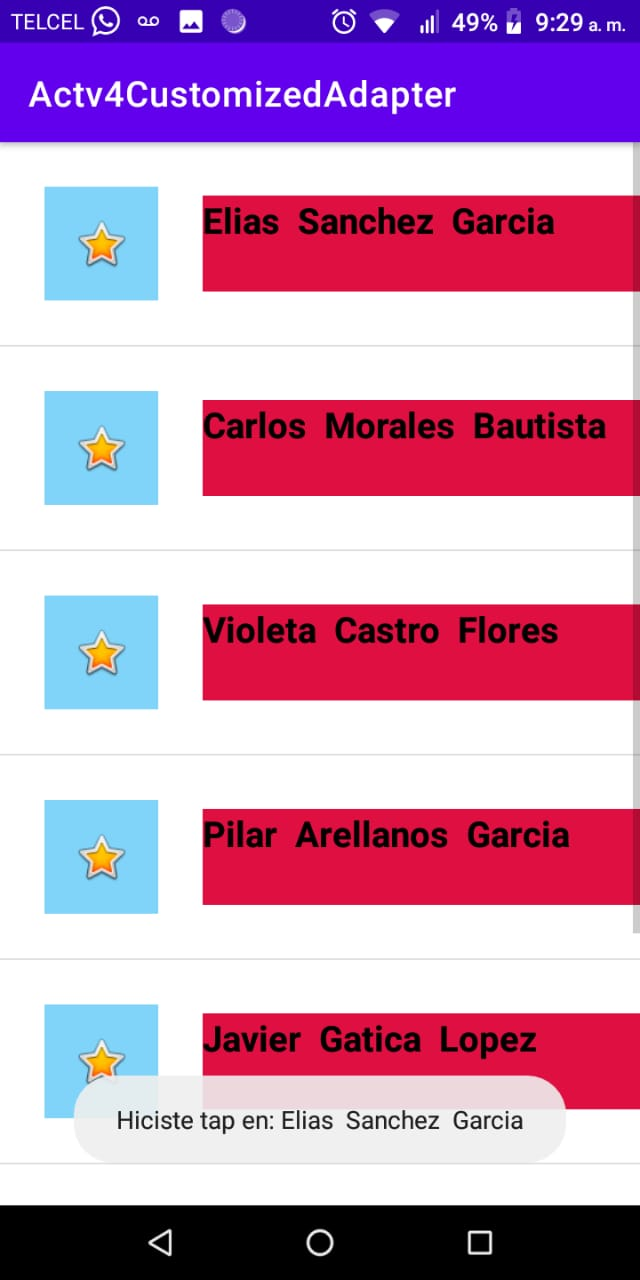 TELCEL 49% 9:29 a. m.
Actv4CustomizedAdapter
Elias Sanchez Garcia
Carlos Morales Bautista
Violeta Castro Flores
Pilar Arellanos Garcia
Javier Gatica Lopez
Hiciste tap en: Elias Sanchez Garcia